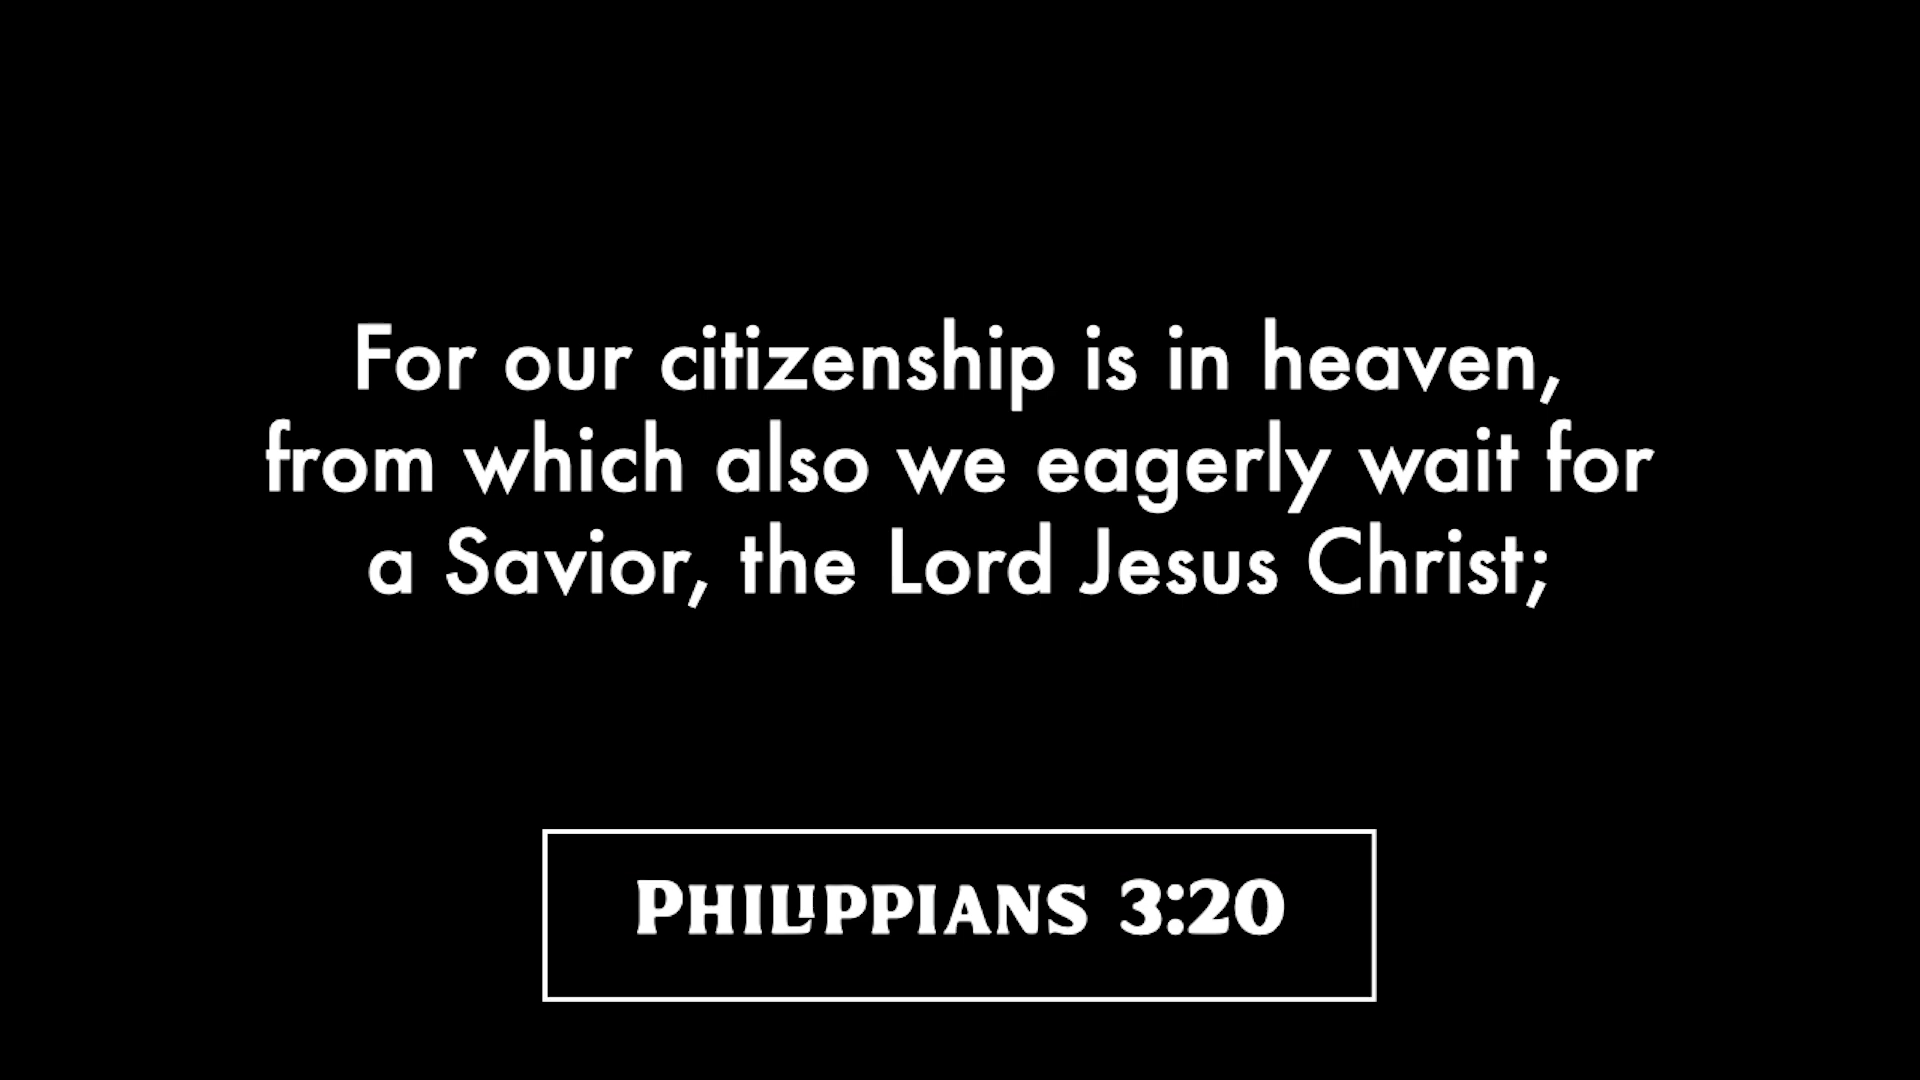 For our citizenship is in heaven,
from which also we eagerly wait for
a Savior, the Lord Jesus Christ;
PHILIPPIANS 3:20